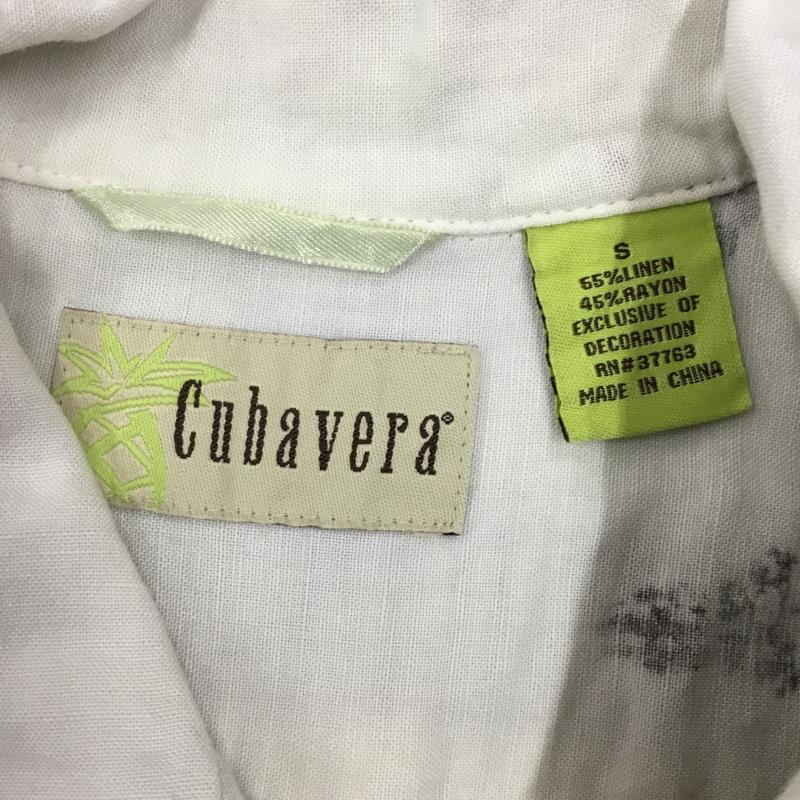 Cubavera®
S
55%LINEN
45%RAYON
EXCLUSIVE OF
DECORATION
RN#37763
MADE IN CHINA